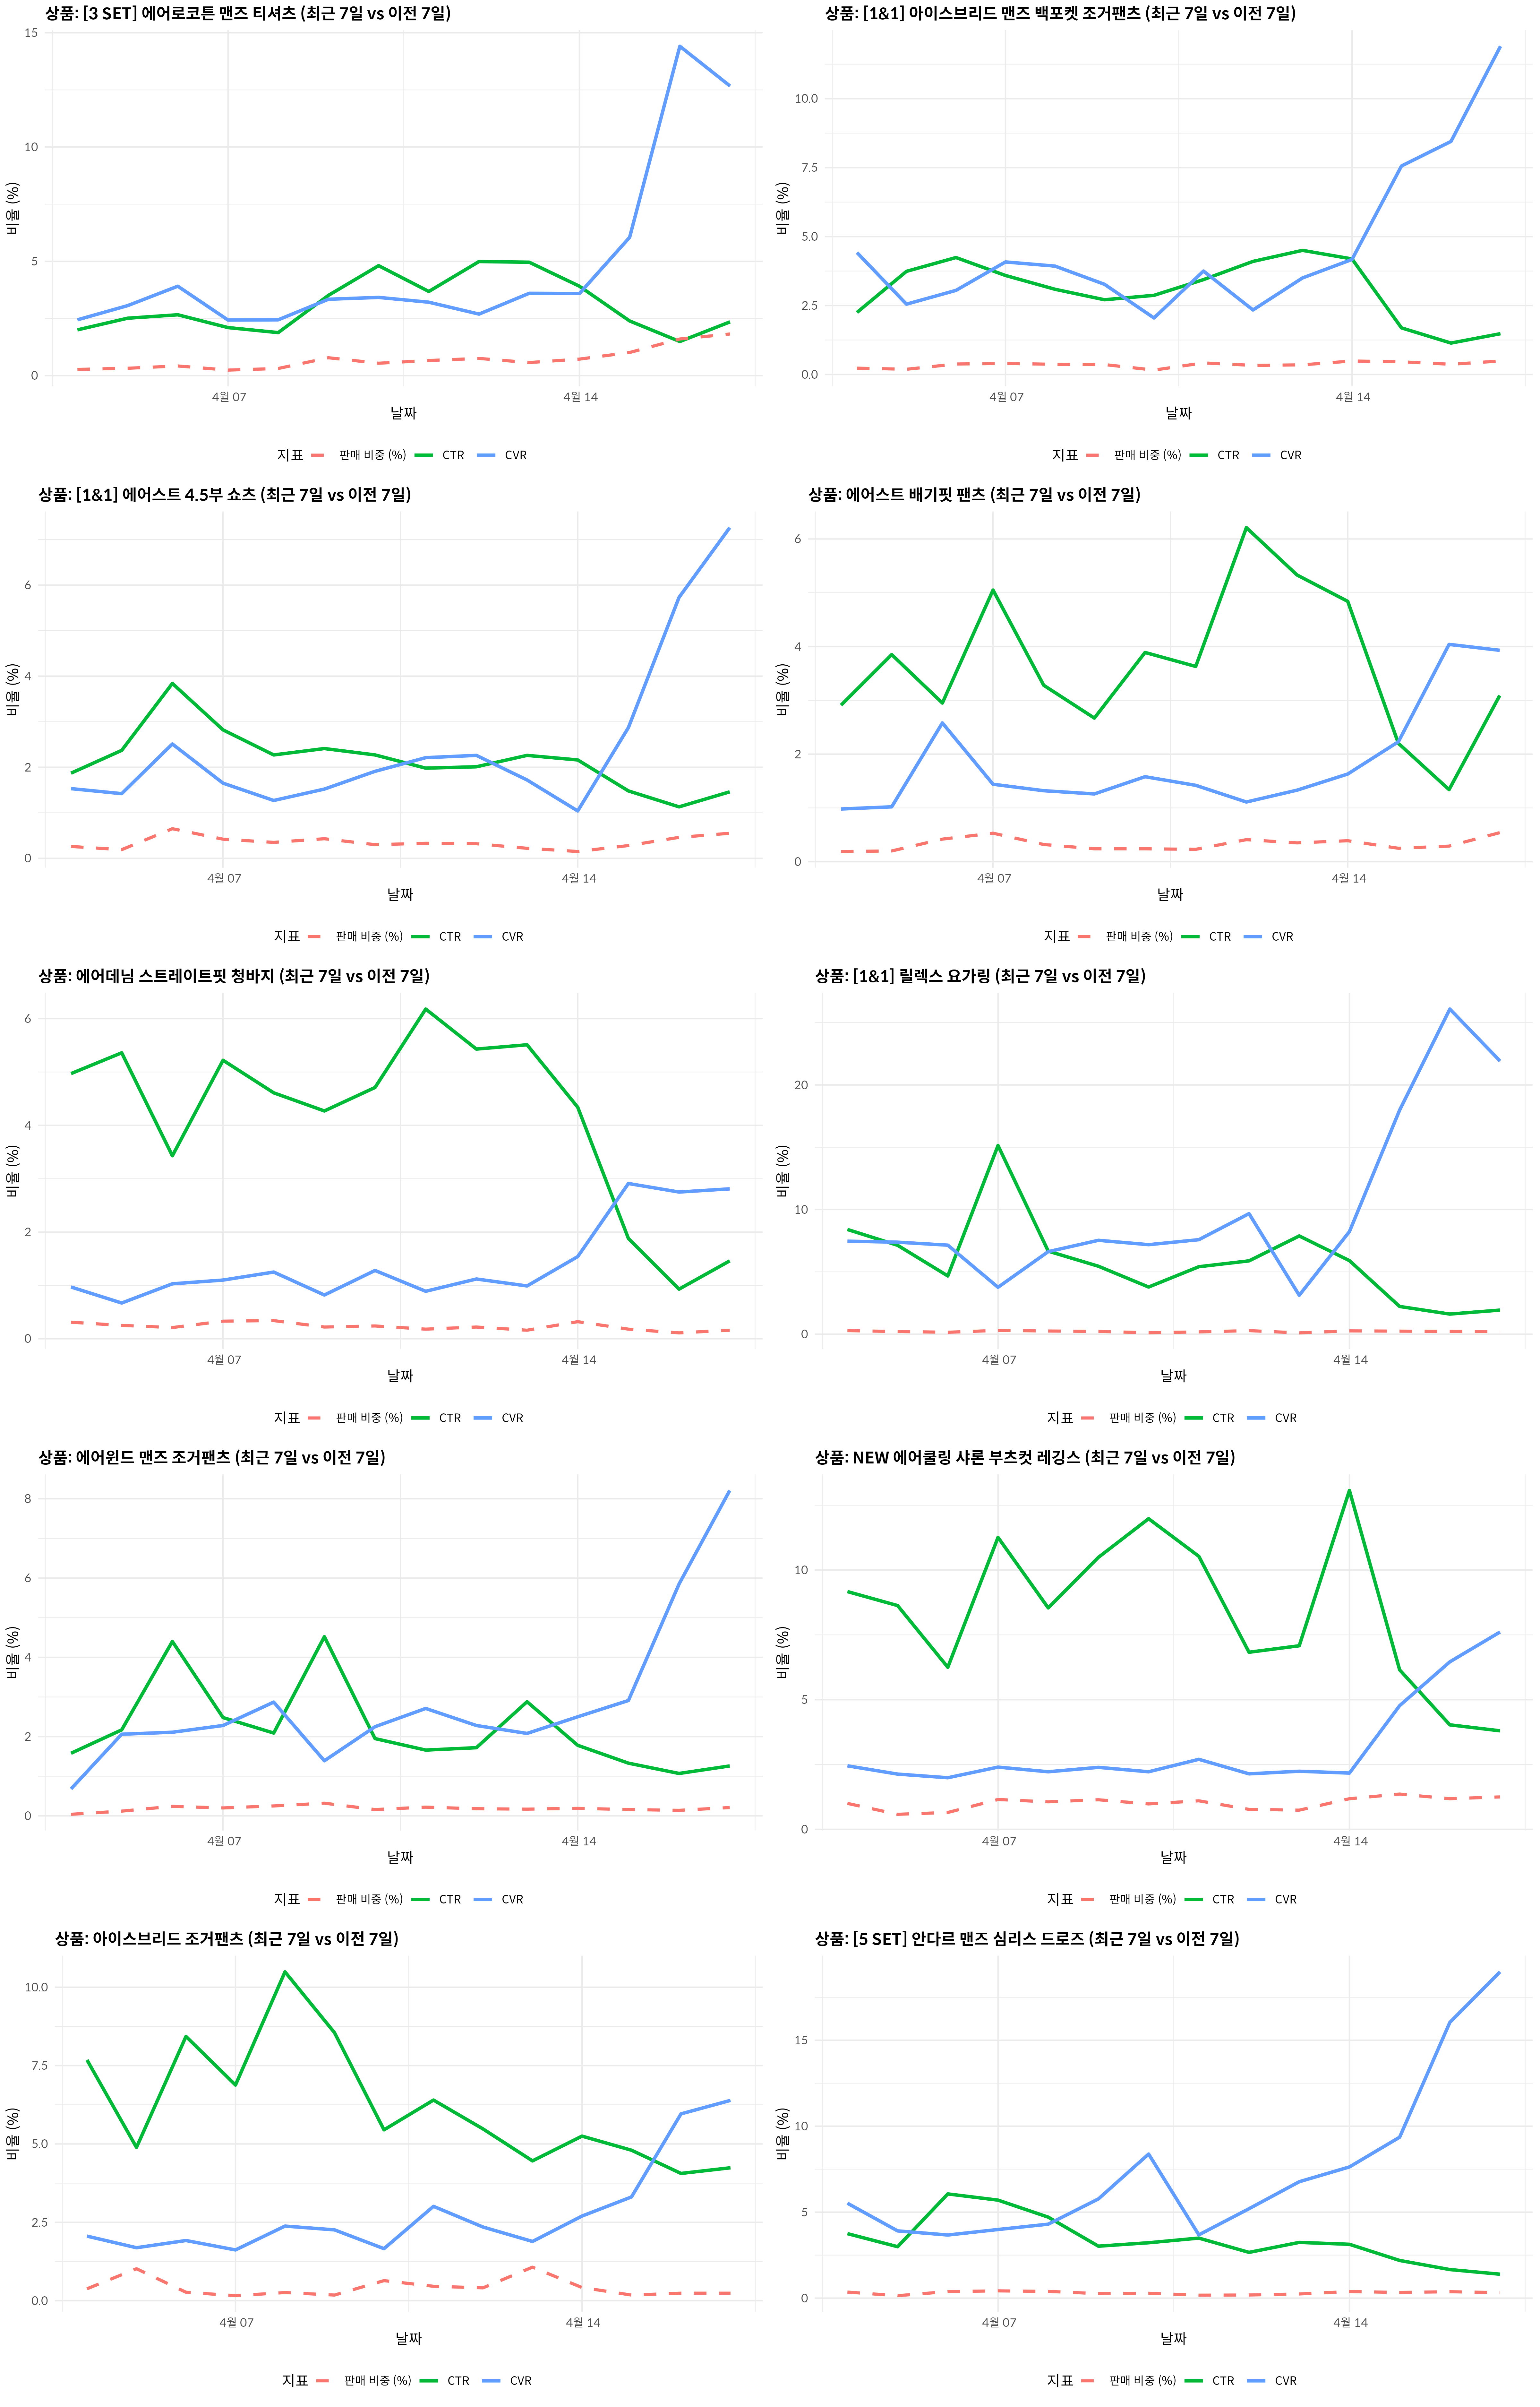 상품: [3 SET] 에어로코튼 맨즈 티셔츠 (최근 7일 vs 이전 7일)
15
10
5
0
비율 (%)
4월 07
4월 14
날짜
지표 판매 비중 (%) CTR CVR
상품: [1&1] 아이스브리드 맨즈 백포켓 조거팬츠 (최근 7일 vs 이전 7일)
10.0
7.5
5.0
2.5
0.0
비율 (%)
4월 07
4월 14
날짜
지표 판매 비중 (%) CTR CVR
상품: [1&1] 에어스트 4.5부 쇼츠 (최근 7일 vs 이전 7일)
6
4
2
0
비율 (%)
4월 07
4월 14
날짜
지표 판매 비중 (%) CTR CVR
상품: 에어스트 배기핏 팬츠 (최근 7일 vs 이전 7일)
6
4
2
0
비율 (%)
4월 07
4월 14
날짜
지표 판매 비중 (%) CTR CVR
상품: 에어데님 스트레이트핏 청바지 (최근 7일 vs 이전 7일)
6
4
2
0
비율 (%)
4월 07
4월 14
날짜
지표 판매 비중 (%) CTR CVR
상품: [1&1] 릴렉스 요가링 (최근 7일 vs 이전 7일)
20
10
0
비율 (%)
4월 07
4월 14
날짜
지표 판매 비중 (%) CTR CVR
상품: 에어윈드 맨즈 조거팬츠 (최근 7일 vs 이전 7일)
8
6
4
2
0
비율 (%)
4월 07
4월 14
날짜
지표 판매 비중 (%) CTR CVR
상품: NEW 에어쿨링 샤론 부츠컷 레깅스 (최근 7일 vs 이전 7일)
10
5
0
비율 (%)
4월 07
4월 14
날짜
지표 판매 비중 (%) CTR CVR
상품: 아이스브리드 조거팬츠 (최근 7일 vs 이전 7일)
10.0
7.5
5.0
2.5
0.0
비율 (%)
4월 07
4월 14
날짜
지표 판매 비중 (%) CTR CVR
상품: [5 SET] 안다르 맨즈 심리스 드로즈 (최근 7일 vs 이전 7일)
15
10
5
0
비율 (%)
4월 07
4월 14
날짜
지표 판매 비중 (%) CTR CVR